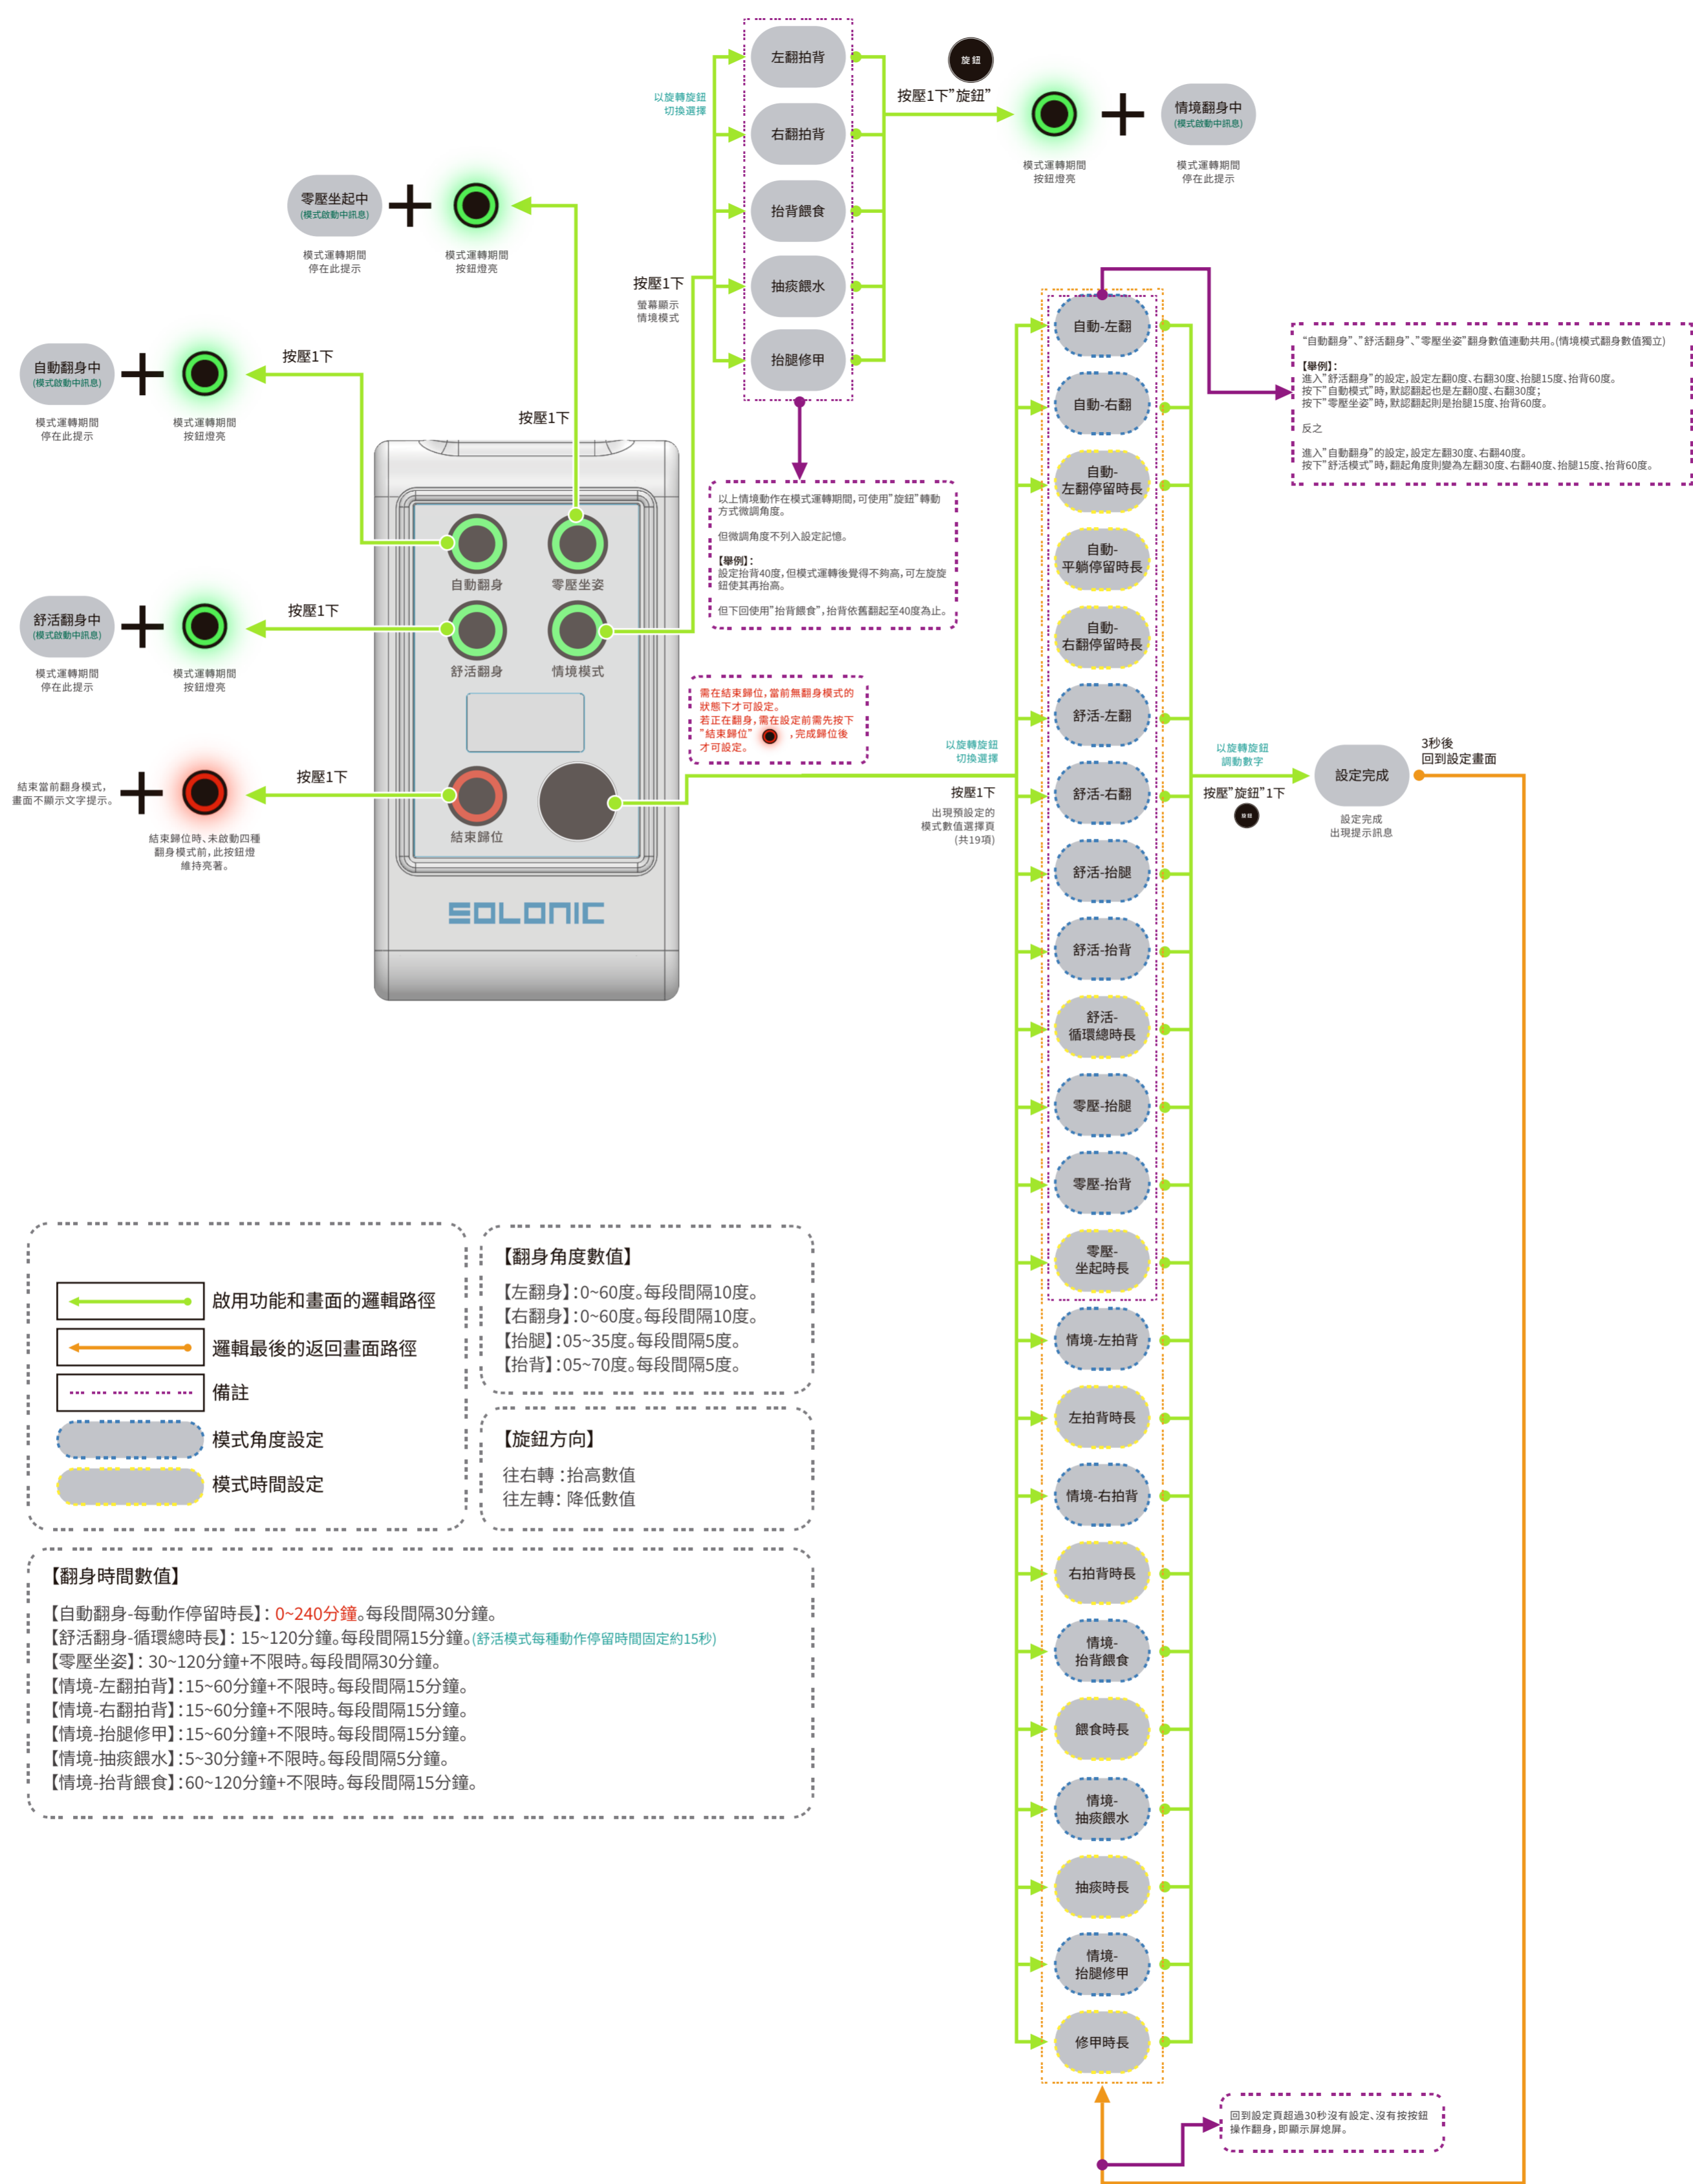 左翻拍背
右翻拍背
抬背餵食
抽痰餵水
抬腿修甲
以旋轉旋鈕
切換選擇
旋鈕
按壓1下”旋鈕”
情境翻身中
(模式啟動中訊息)
模式運轉期間
按鈕燈亮
模式運轉期間
停在此提示
零壓坐起中
(模式啟動中訊息)
模式運轉期間
停在此提示
模式運轉期間
按鈕燈亮
按壓1下
螢幕顯示
情境模式
自動翻身中
(模式啟動中訊息)
模式運轉期間
停在此提示
模式運轉期間
按鈕燈亮
按壓1下
按壓1下
以上情境動作在模式運轉期間，可使用”旋鈕”轉動
方式微調角度。
但微調角度不列入設定記憶。
【舉例】：
設定抬背40度，但模式運轉後覺得不夠高，可左旋旋
鈕使其再抬高。
但下回使用”抬背餵食”，抬背依舊翻起至40度為止。
自動翻身
零壓坐姿
舒活翻身
情境模式
結束歸位
SOLONIC
舒活翻身中
(模式啟動中訊息)
模式運轉期間
停在此提示
模式運轉期間
按鈕燈亮
按壓1下
結束當前翻身模式，
畫面不顯示文字提示。
結束歸位時、未啟動四種
翻身模式前，此按鈕燈
維持亮著。
按壓1下
需在結束歸位，當前無翻身模式的
狀態下才可設定。
若正在翻身，需在設定前需先按下
”結束歸位” ，完成歸位後
才可設定。
以旋轉旋鈕
切換選擇
按壓1下
出現預設定的
模式數值選擇頁
(共19項)
自動-左翻
自動-右翻
自動-
左翻停留時長
自動-
平躺停留時長
自動-
右翻停留時長
舒活-左翻
舒活-右翻
舒活-抬腿
舒活-抬背
舒活-
循環總時長
零壓-抬腿
零壓-抬背
零壓-
坐起時長
情境-左拍背
左拍背時長
情境-右拍背
右拍背時長
情境-
抬背餵食
餵食時長
情境-
抽痰餵水
抽痰時長
情境-
抬腿修甲
修甲時長
“自動翻身”、”舒活翻身”、”零壓坐姿”翻身數值連動共用。(情境模式翻身數值獨立)
【舉例】：
進入”舒活翻身”的設定，設定左翻0度、右翻30度、抬腿15度、抬背60度。
按下”自動模式”時，默認翻起也是左翻0度、右翻30度；
按下”零壓坐姿”時，默認翻起則是抬腿15度、抬背60度。
反之
進入”自動翻身”的設定，設定左翻30度、右翻40度。
按下”舒活模式”時，翻起角度則變為左翻30度、右翻40度、抬腿15度、抬背60度。
以旋轉旋鈕
調動數字
按壓”旋鈕”1下
旋鈕
設定完成
設定完成
出現提示訊息
3秒後
回到設定畫面
回到設定頁超過30秒沒有設定、沒有按按鈕
操作翻身，即顯示屏熄屏。
啟用功能和畫面的邏輯路徑
邏輯最後的返回畫面路徑
備註
模式角度設定
模式時間設定
【翻身角度數值】
【左翻身】：0~60度。每段間隔10度。
【右翻身】：0~60度。每段間隔10度。
【抬腿】：05~35度。每段間隔5度。
【抬背】：05~70度。每段間隔5度。
【旋鈕方向】
往右轉：抬高數值
往左轉：降低數值
【翻身時間數值】
【自動翻身-每動作停留時長】：0~240分鐘。每段間隔30分鐘。
【舒活翻身-循環總時長】：15~120分鐘。每段間隔15分鐘。(舒活模式每種動作停留時間固定約15秒)
【零壓坐姿】：30~120分鐘+不限時。每段間隔30分鐘。
【情境-左翻拍背】：15~60分鐘+不限時。每段間隔15分鐘。
【情境-右翻拍背】：15~60分鐘+不限時。每段間隔15分鐘。
【情境-抬腿修甲】：15~60分鐘+不限時。每段間隔15分鐘。
【情境-抽痰餵水】：5~30分鐘+不限時。每段間隔5分鐘。
【情境-抬背餵食】：60~120分鐘+不限時。每段間隔15分鐘。